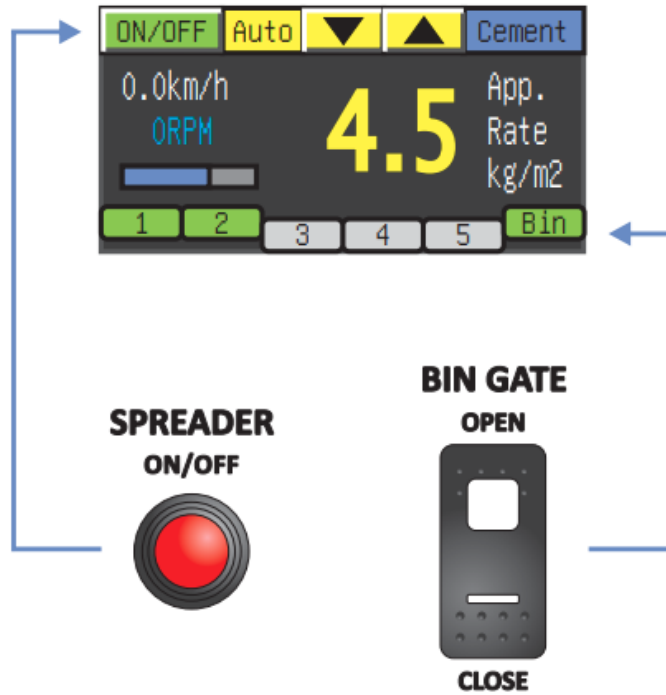 ON/OFF Auto Cement
0.0km/h
0RPM
4.5
App.
Rate
kg/m2
1 2 3 4 5 Bin
SPREADER
ON/OFF
BIN GATE
OPEN
CLOSE